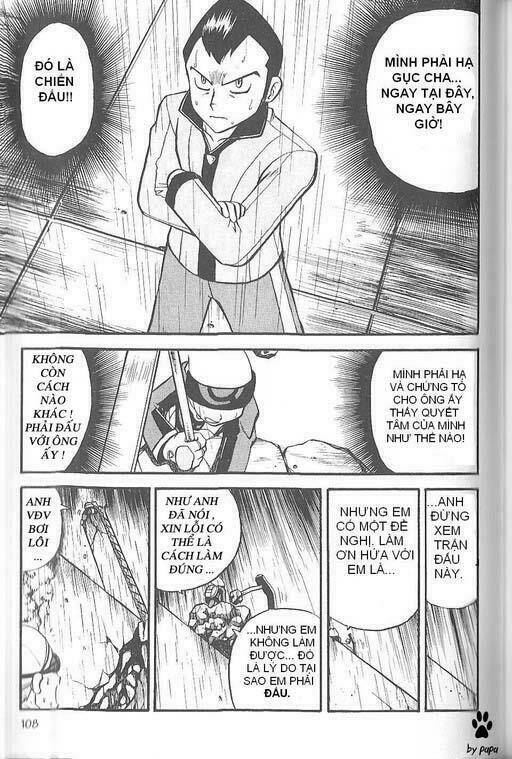 ĐÓ LÀ
CHIẾN
ĐẤU!!
MÌNH PHẢI HẠ
GỤC CHA...
NGAY TẠI ĐÂY,
NGAY BÂY
GIỜ!
KHÔNG
CÒN
CÁCH
NÀO
KHÁC !
PHẢI ĐẤU
VỚI ÔNG
ẤY !
MÌNH PHẢI HẠ
VÀ CHỨNG TỎ
CHO ÔNG ẤY
THẤY QUYẾT
TÂM CỦA MÌNH
NHƯ THẾ NÀO!
ANH
VĐV
BƠI
LỘI
...
NHƯ ANH
ĐÃ NÓI ,
XIN LỖI CÓ
THỂ LÀ
CÁCH LÀM
ĐÚNG ...
...NHƯNG EM
KHÔNG LÀM
ĐƯỢC... ĐÓ
LÀ LÝ DO TẠI
SAO EM PHẢI
ĐẤU.
NHƯNG EM
CÓ MỘT ĐỀ
NGHỊ. LÀM
ƠN HỨA VỚI
EM LÀ...
...ANH
ĐỪNG
XEM
TRẬN
ĐẤU
NÀY.
108
by papa